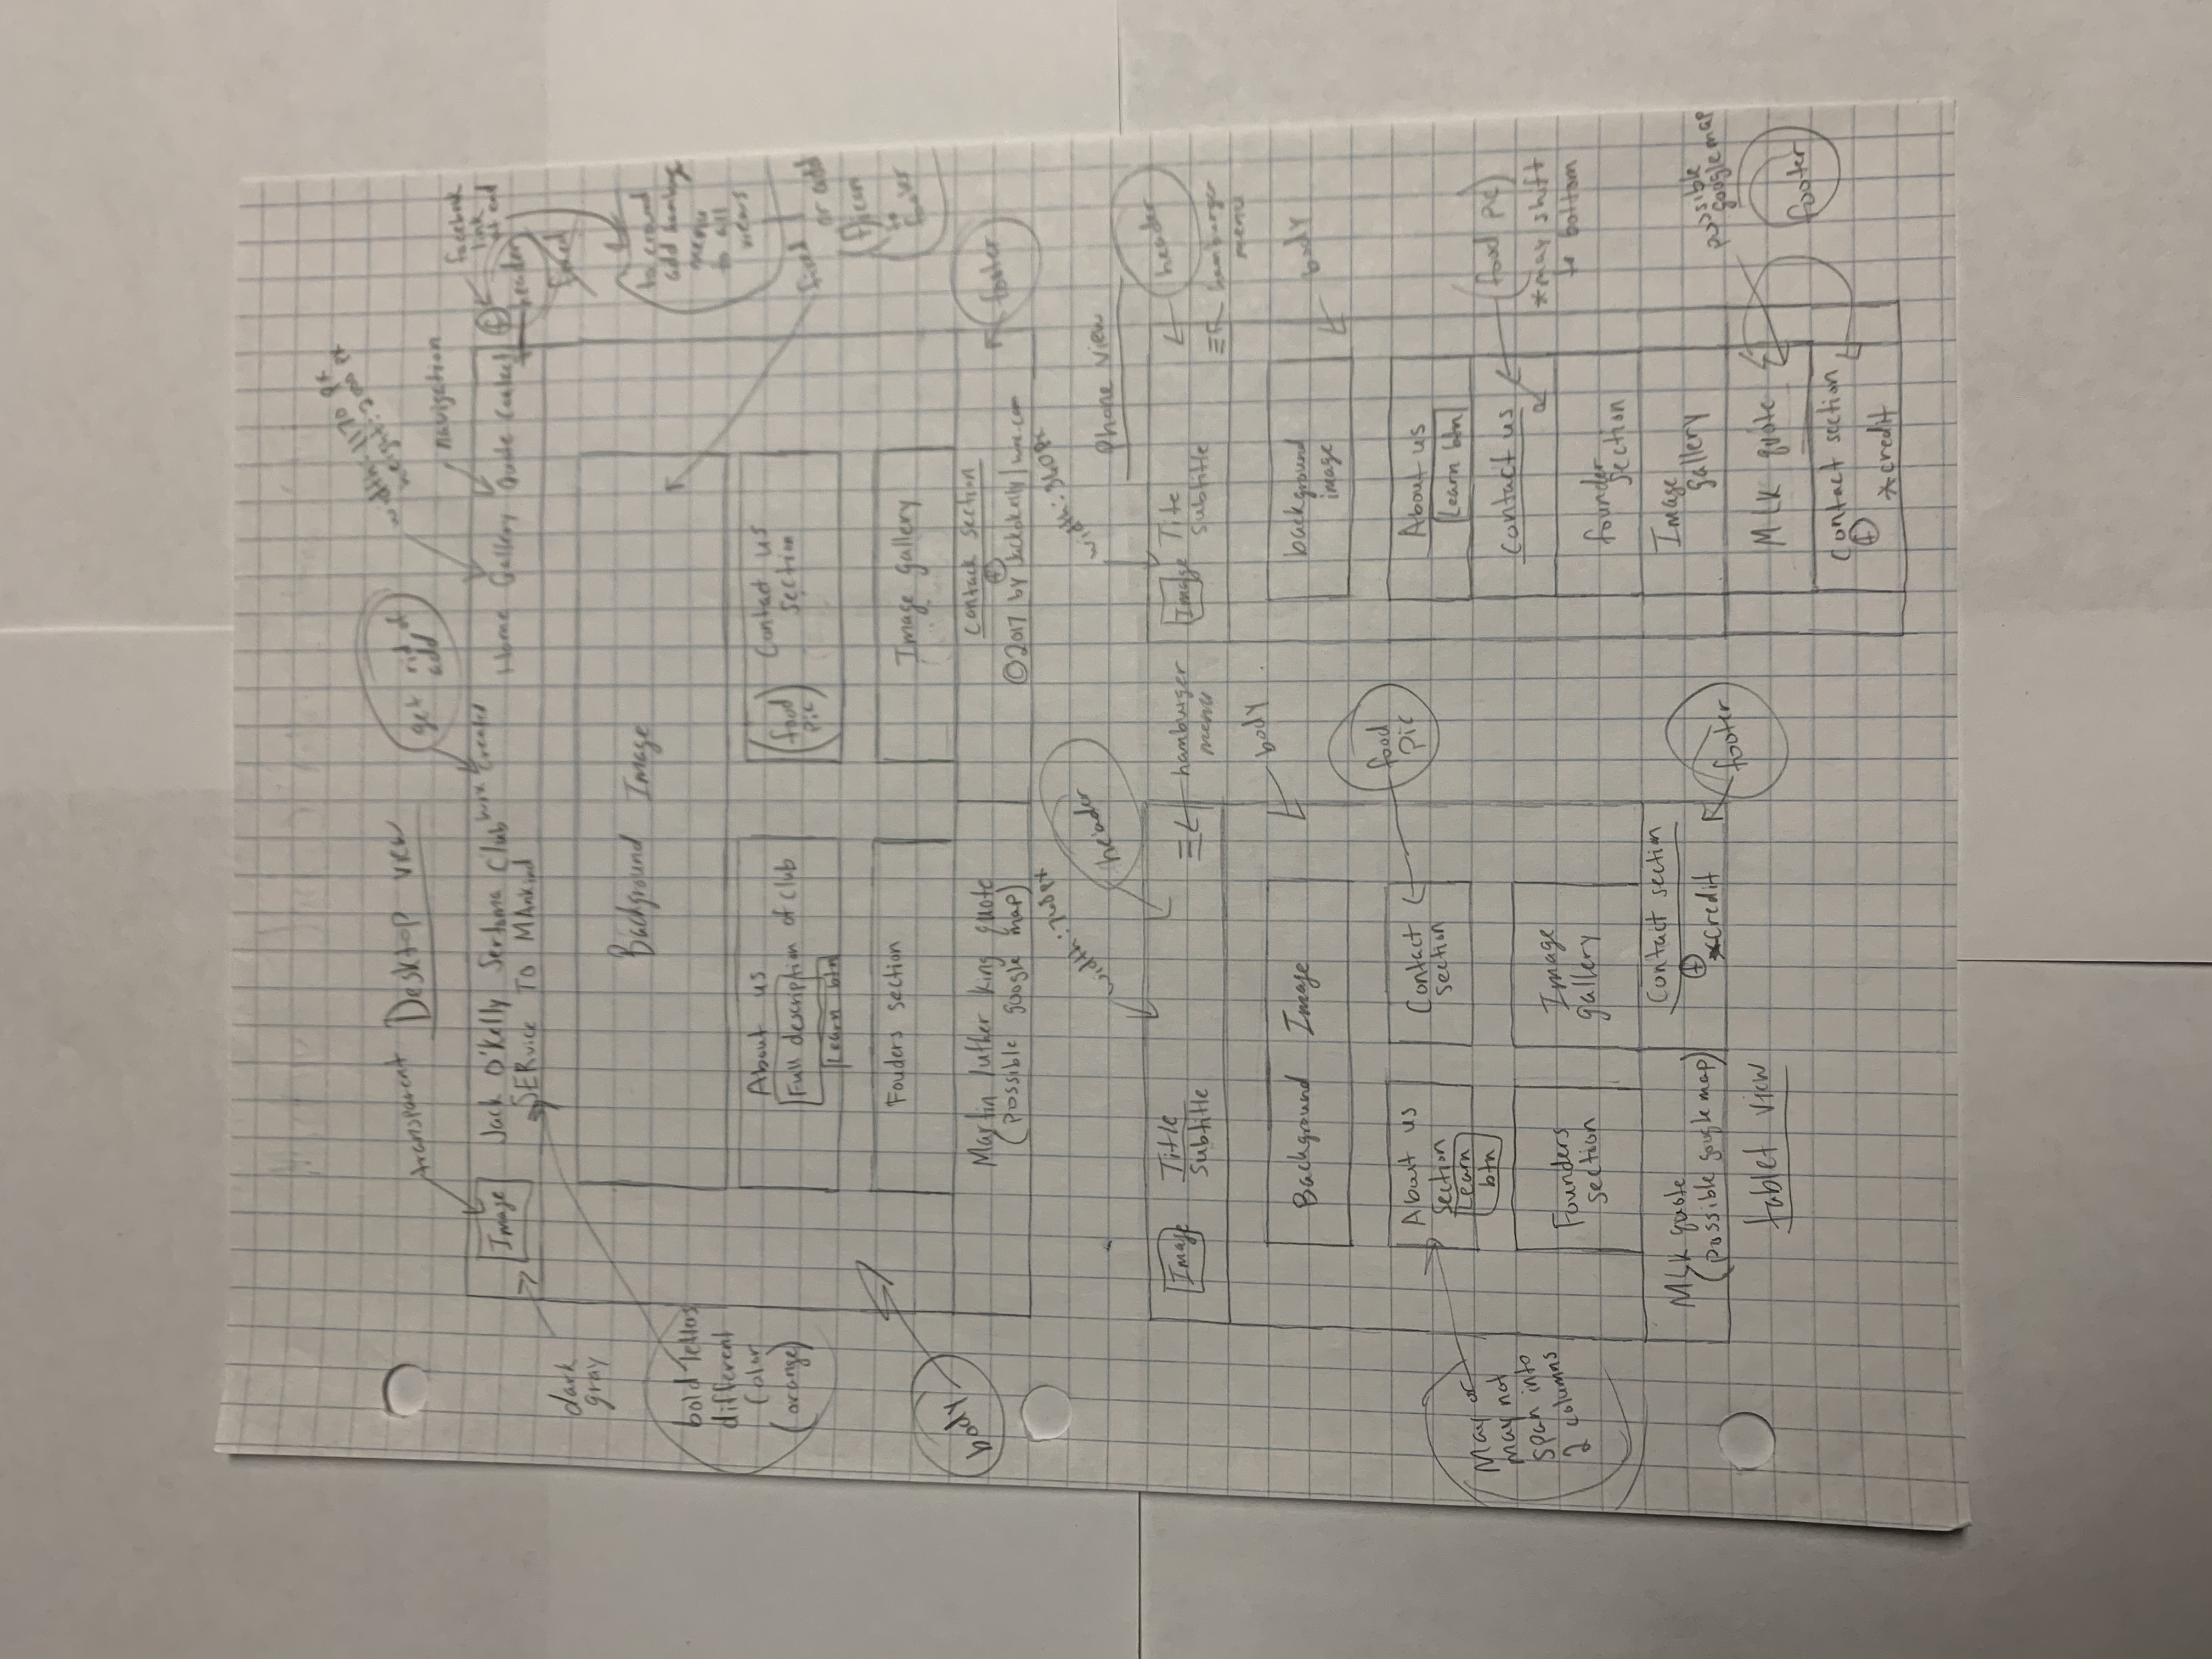 width: 1170 px
height: 2000 px
transparent
Desktop view
get rid of
add
navigation
facebook
link
at end
Image
Jack O'Kelly Sertoma Club
wix created
SERvice TO MAnkind
Home Gallery Quote Contact
f
header
fixed
dark
gray
Background Image
to crowed
add hamburger
menu
to all
views
bold letters
different
color
(orange)
About us
Full description of club
Learn btn
(food
pic)
Contact us
section
fixed
or add
(f) icon
to
footer
Fouders section
Image gallery
body
Martin luther king quote
(possible google map)
Contack section
f
©2017 by Jackokelly/wix.com
footer
width: 768px
header
width: 360px
Phone view
Image
Title
subtitle
hamburger
menu
Image
Tite
subtitle
header
hamburger
menu
Background Image
body
background
image
body
food
pic
About us
section
Learn
btn
Contact
section
About us
Learn btn
May or
may not
span into
2 columns
contact us
(food pic)
*may shift
to bottom
Founders
section
Image
gallery
founder
section
MLK quote
(possible google map)
Contact section
f
*credit
footer
tablet view
Image
gallery
possible
google map
MLK quote
footer
Contact section
f
*credit